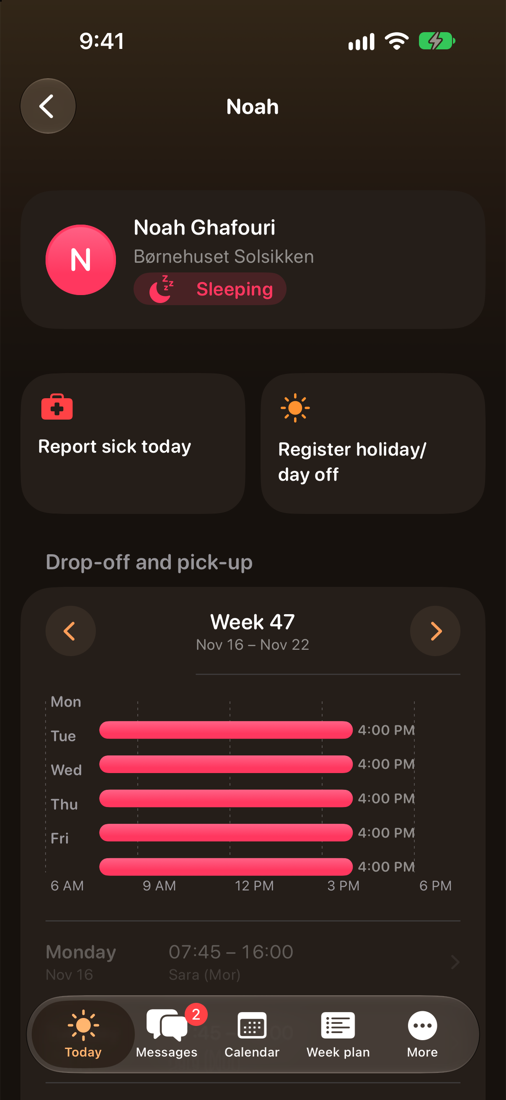 9:41
Noah
N
Noah Ghafouri
Børnehuset Solsikken
Sleeping
Report sick today
Register holiday/
day off
Drop-off and pick-up
Week 47
Nov 16 – Nov 22
Mon
4:00 PM
Tue
4:00 PM
Wed
4:00 PM
Thu
4:00 PM
Fri
4:00 PM
6 AM 9 AM 12 PM 3 PM 6 PM
Monday 07:45 – 16:00
Nov 16 Sara (Mor)
2
Today Messages Calendar Week plan More